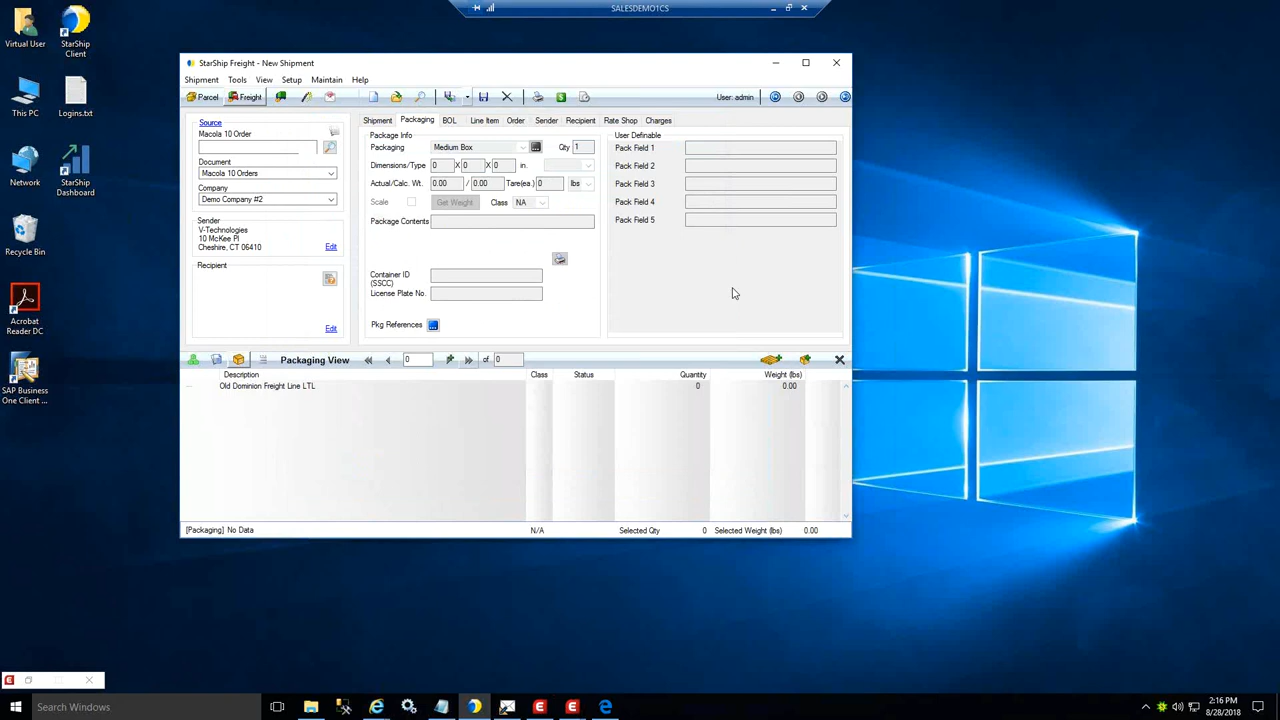 SALESDEMO1CS
Virtual User
StarShip Client
This PC
Logins.txt
Network
StarShip Dashboard
Recycle Bin
Acrobat Reader DC
SAP Business One Client ...
StarShip Freight - New Shipment
Shipment Tools View Setup Maintain Help
Parcel Freight User: admin
Source
Macola 10 Order
Document
Macola 10 Orders
Company
Demo Company #2
Sender
V-Technologies
10 McKee Pl
Cheshire, CT 06410
Edit
Recipient
Edit
Shipment Packaging BOL Line Item Order Sender Recipient Rate Shop Charges
Package Info
Packaging Medium Box Qty 1
Dimensions/Type 0 X 0 X 0 in.
Actual/Calc. Wt. 0.00 / 0.00 Tare(ea.) 0 lbs
Scale Get Weight Class NA
Package Contents
Container ID (SSCC)
License Plate No.
Pkg References
User Definable
Pack Field 1
Pack Field 2
Pack Field 3
Pack Field 4
Pack Field 5
Packaging View 0 of 0
Description Class Status Quantity Weight (lbs)
Old Dominion Freight Line LTL 0 0.00
[Packaging] No Data N/A Selected Qty 0 Selected Weight (lbs) 0.00
Search Windows
2:16 PM
8/28/2018